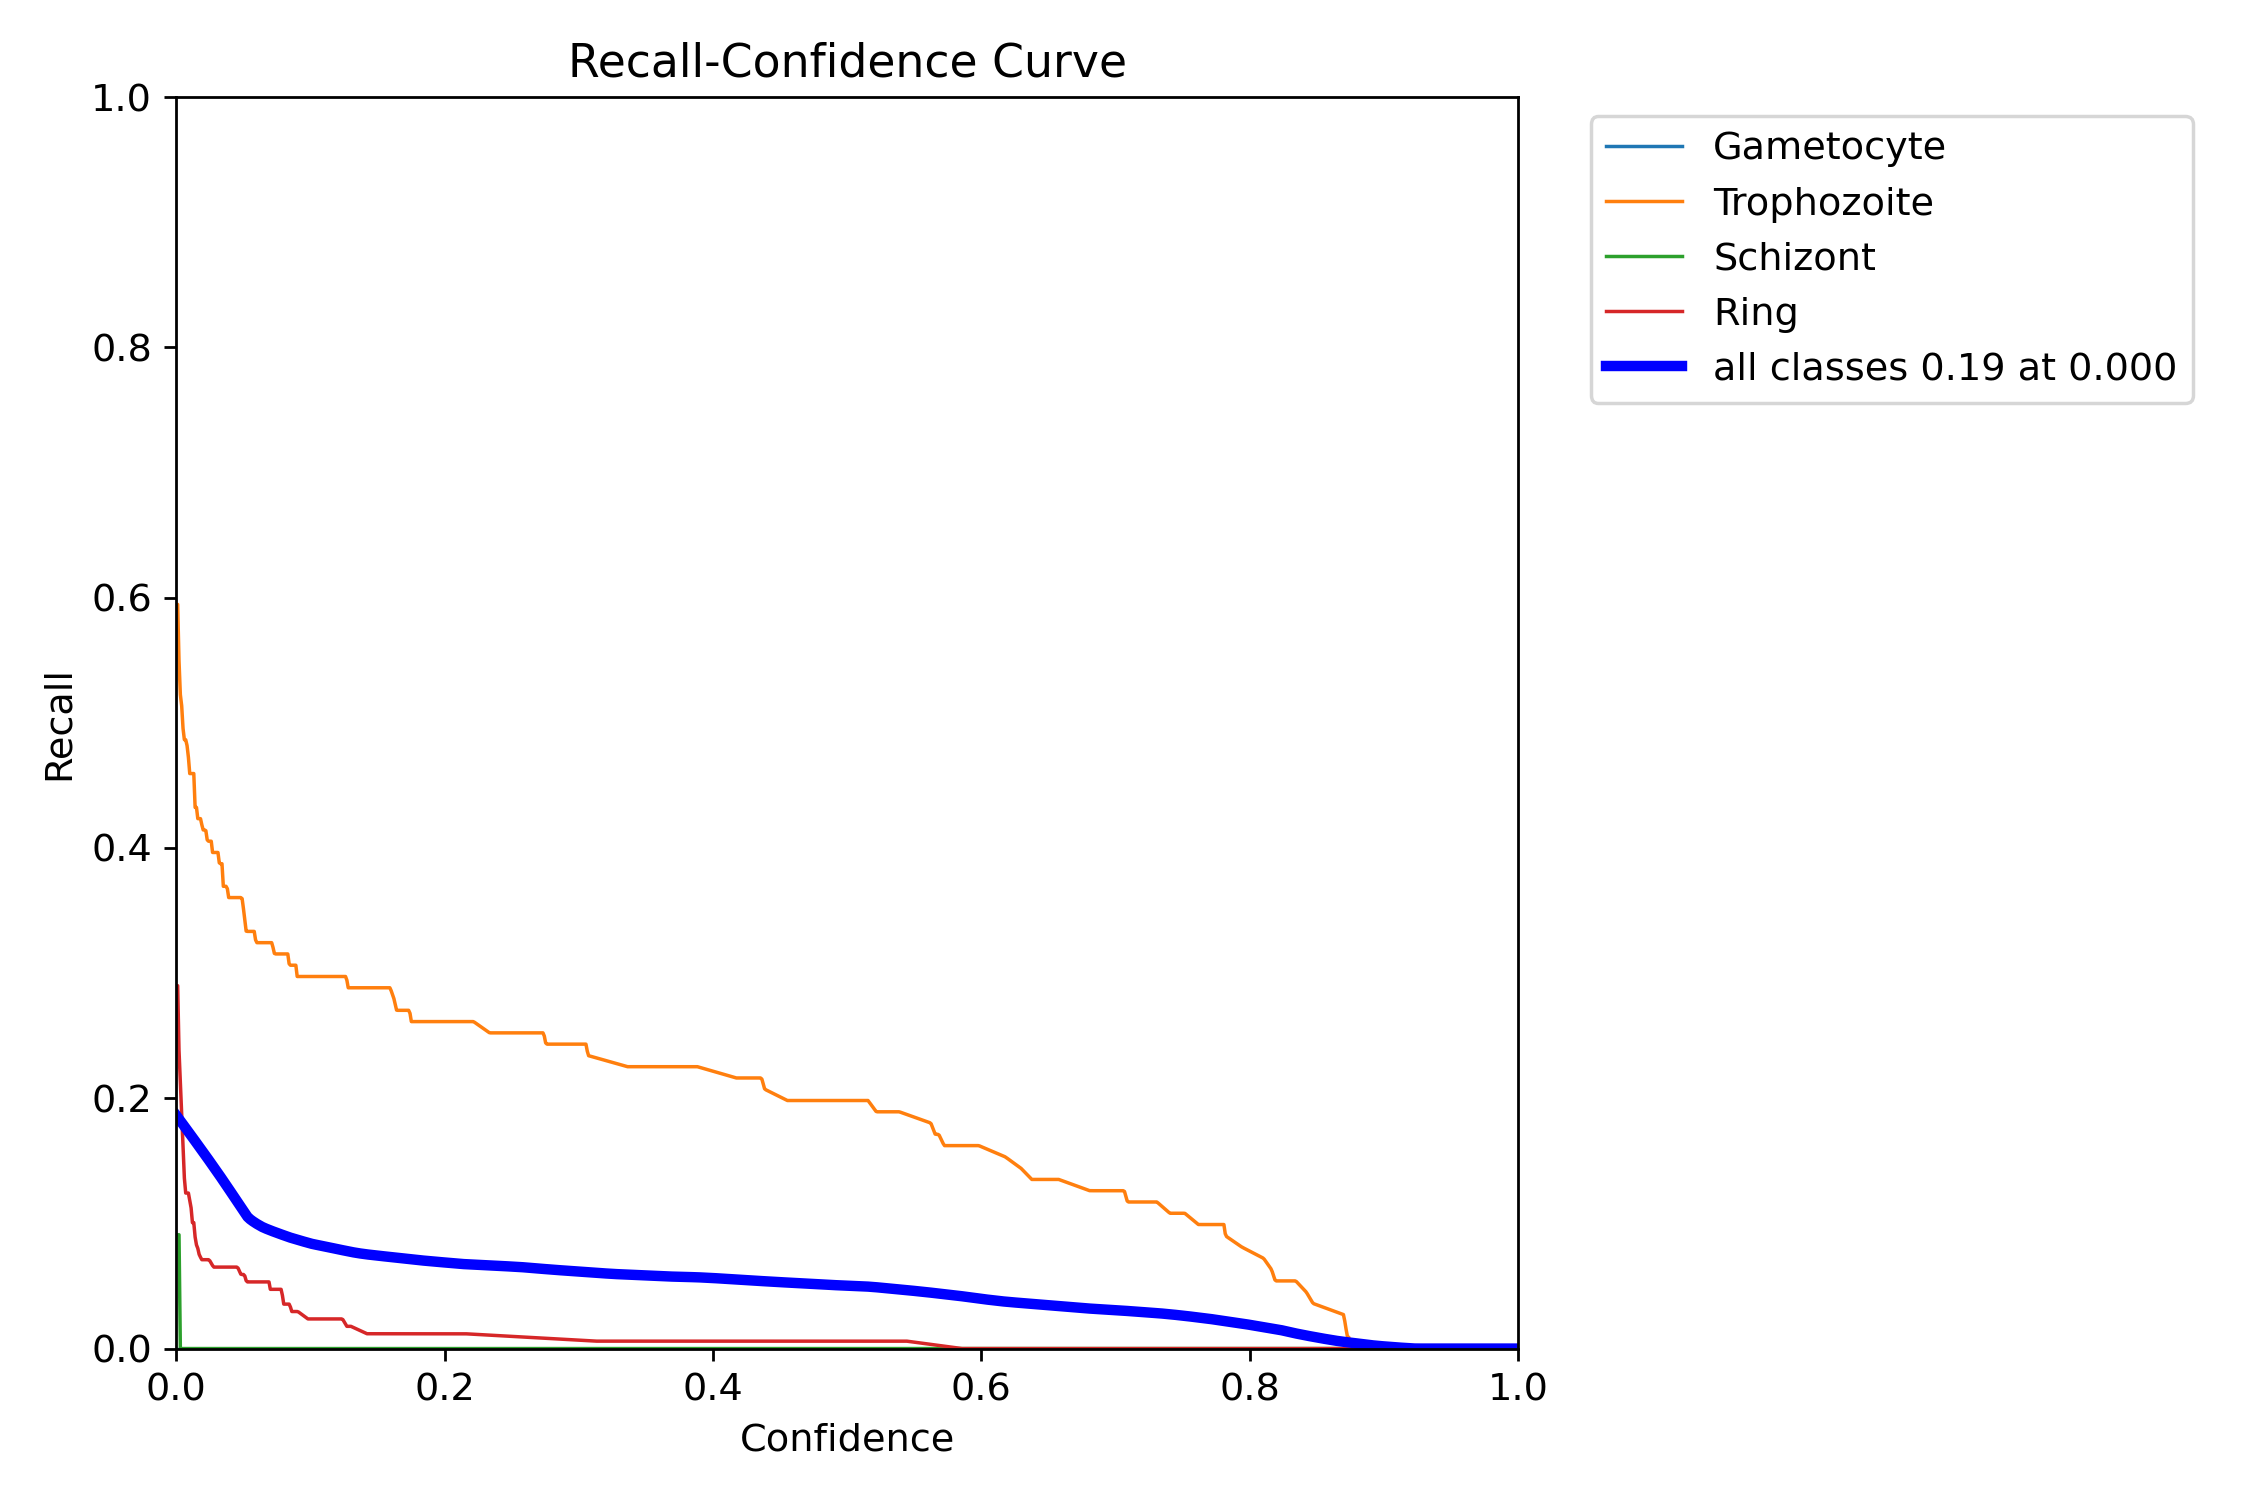 Recall-Confidence Curve
1.0
0.8
0.6
0.4
0.2
0.0
Recall
0.0 0.2 0.4 0.6 0.8 1.0
Confidence
Gametocyte
Trophozoite
Schizont
Ring
all classes 0.19 at 0.000